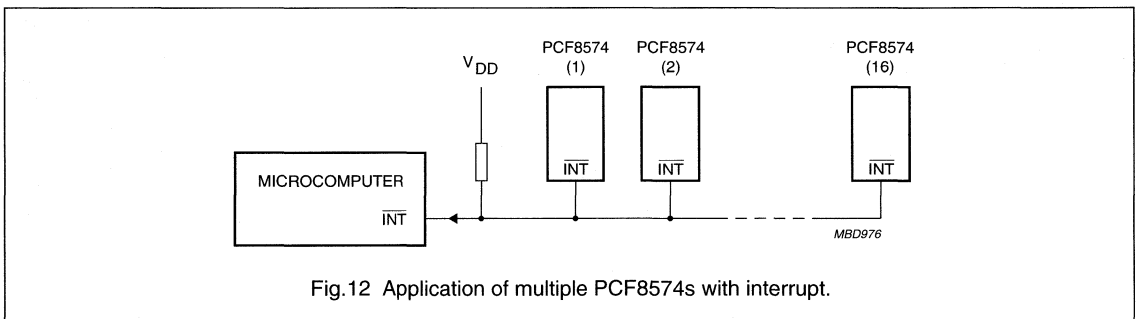 PCF8574 PCF8574 PCF8574
(1) (2) (16)
VDD
INT INT INT
MICROCOMPUTER
INT
MBD976
Fig.12 Application of multiple PCF8574s with interrupt.